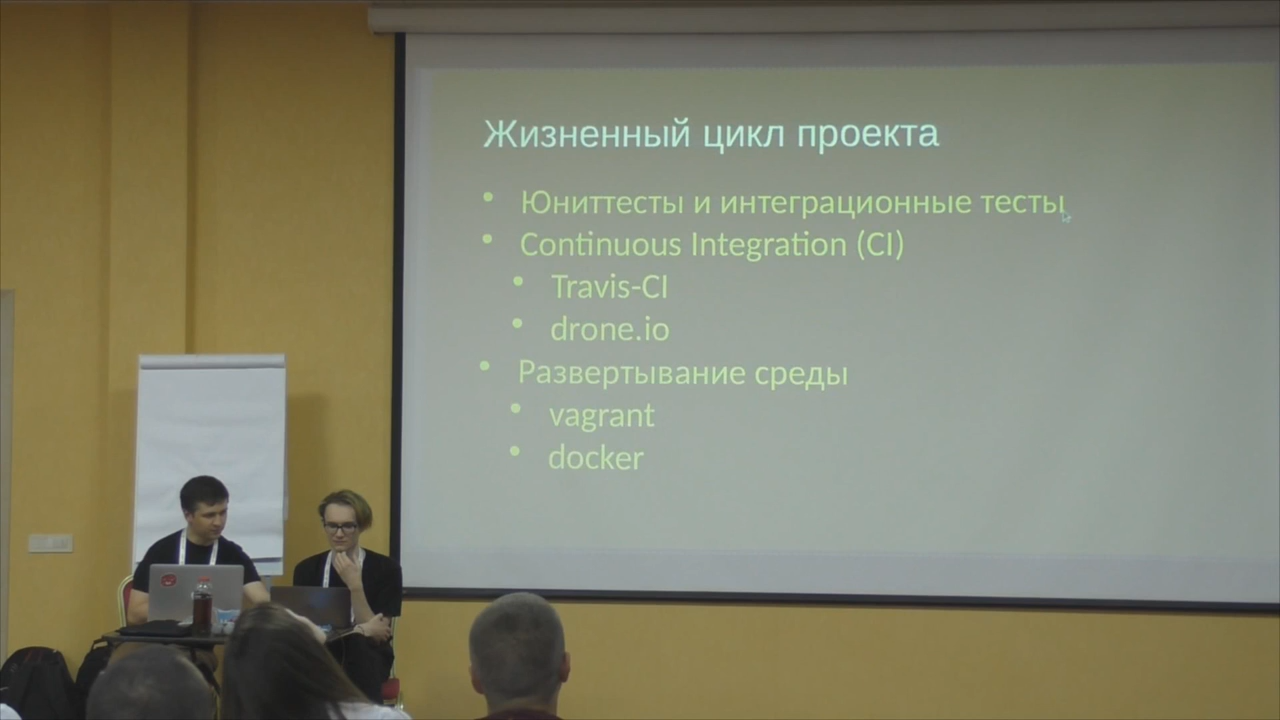 Жизненный цикл проекта
• Юниттесты и интеграционные тесты
• Continuous Integration (CI)
• Travis-CI
• drone.io
• Развертывание среды
• vagrant
• docker